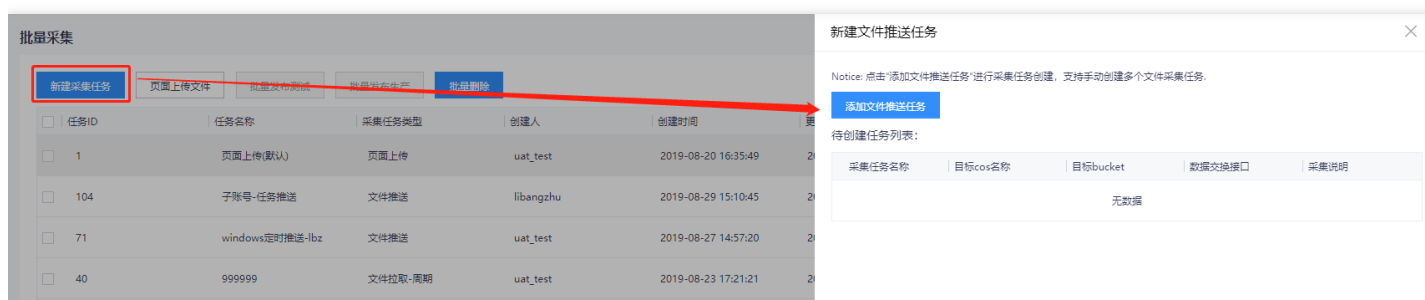 批量采集
新建采集任务 页面上传文件 批量发布测试 批量发布生产 批量删除
任务ID 任务名称 采集任务类型 创建人 创建时间 更
1 页面上传(默认) 页面上传 uat_test 2019-08-20 16:35:49 20
104 子账号-任务推送 文件推送 libangzhu 2019-08-29 15:10:45 20
71 windows定时推送-lbz 文件推送 uat_test 2019-08-27 14:57:20 20
40 999999 文件拉取-周期 uat_test 2019-08-23 17:21:21 20
新建文件推送任务
Notice: 点击“添加文件推送任务”进行采集任务创建，支持手动创建多个文件采集任务.
添加文件推送任务
待创建任务列表：
采集任务名称 目标cos名称 目标bucket 数据交换接口 采集说明
无数据